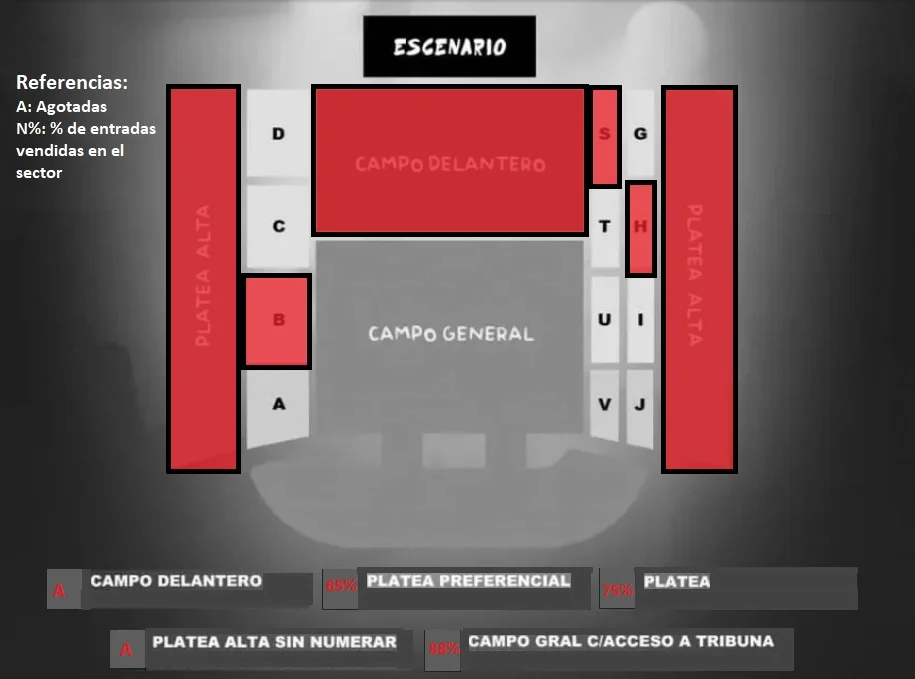 ESCENARIO
Referencias:
A: Agotadas
N%: % de entradas
vendidas en el
sector
PLATEA ALTA
D
C
B
A
CAMPO DELANTERO
CAMPO GENERAL
S
T
U
V
G
H
I
J
PLATEA ALTA
A CAMPO DELANTERO
65% PLATEA PREFERENCIAL
75% PLATEA
A PLATEA ALTA SIN NUMERAR
88% CAMPO GRAL C/ACCESO A TRIBUNA